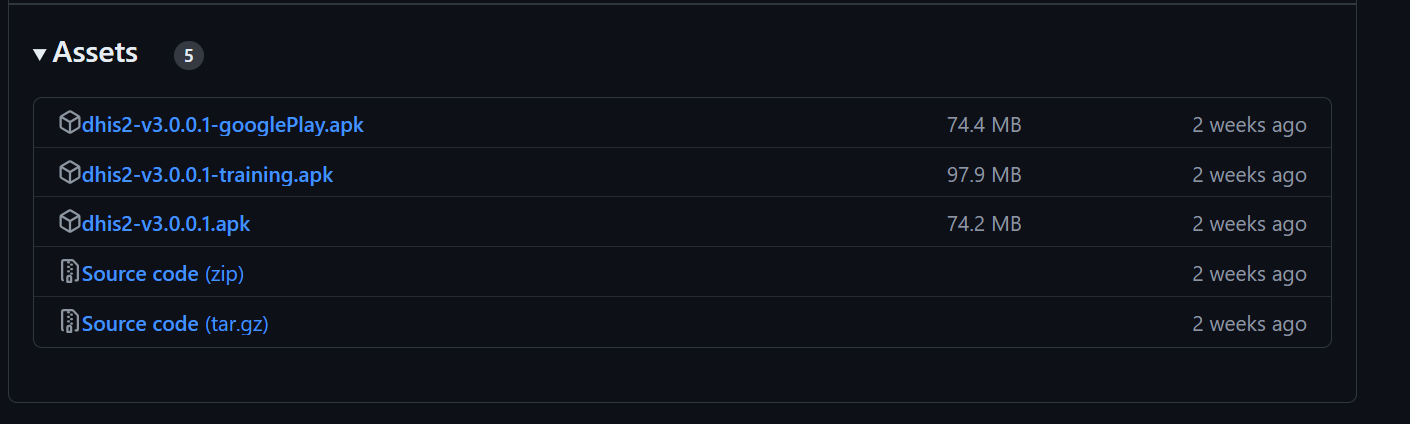 Assets 5
dhis2-v3.0.0.1-googlePlay.apk 74.4 MB 2 weeks ago
dhis2-v3.0.0.1-training.apk 97.9 MB 2 weeks ago
dhis2-v3.0.0.1.apk 74.2 MB 2 weeks ago
Source code (zip) 2 weeks ago
Source code (tar.gz) 2 weeks ago